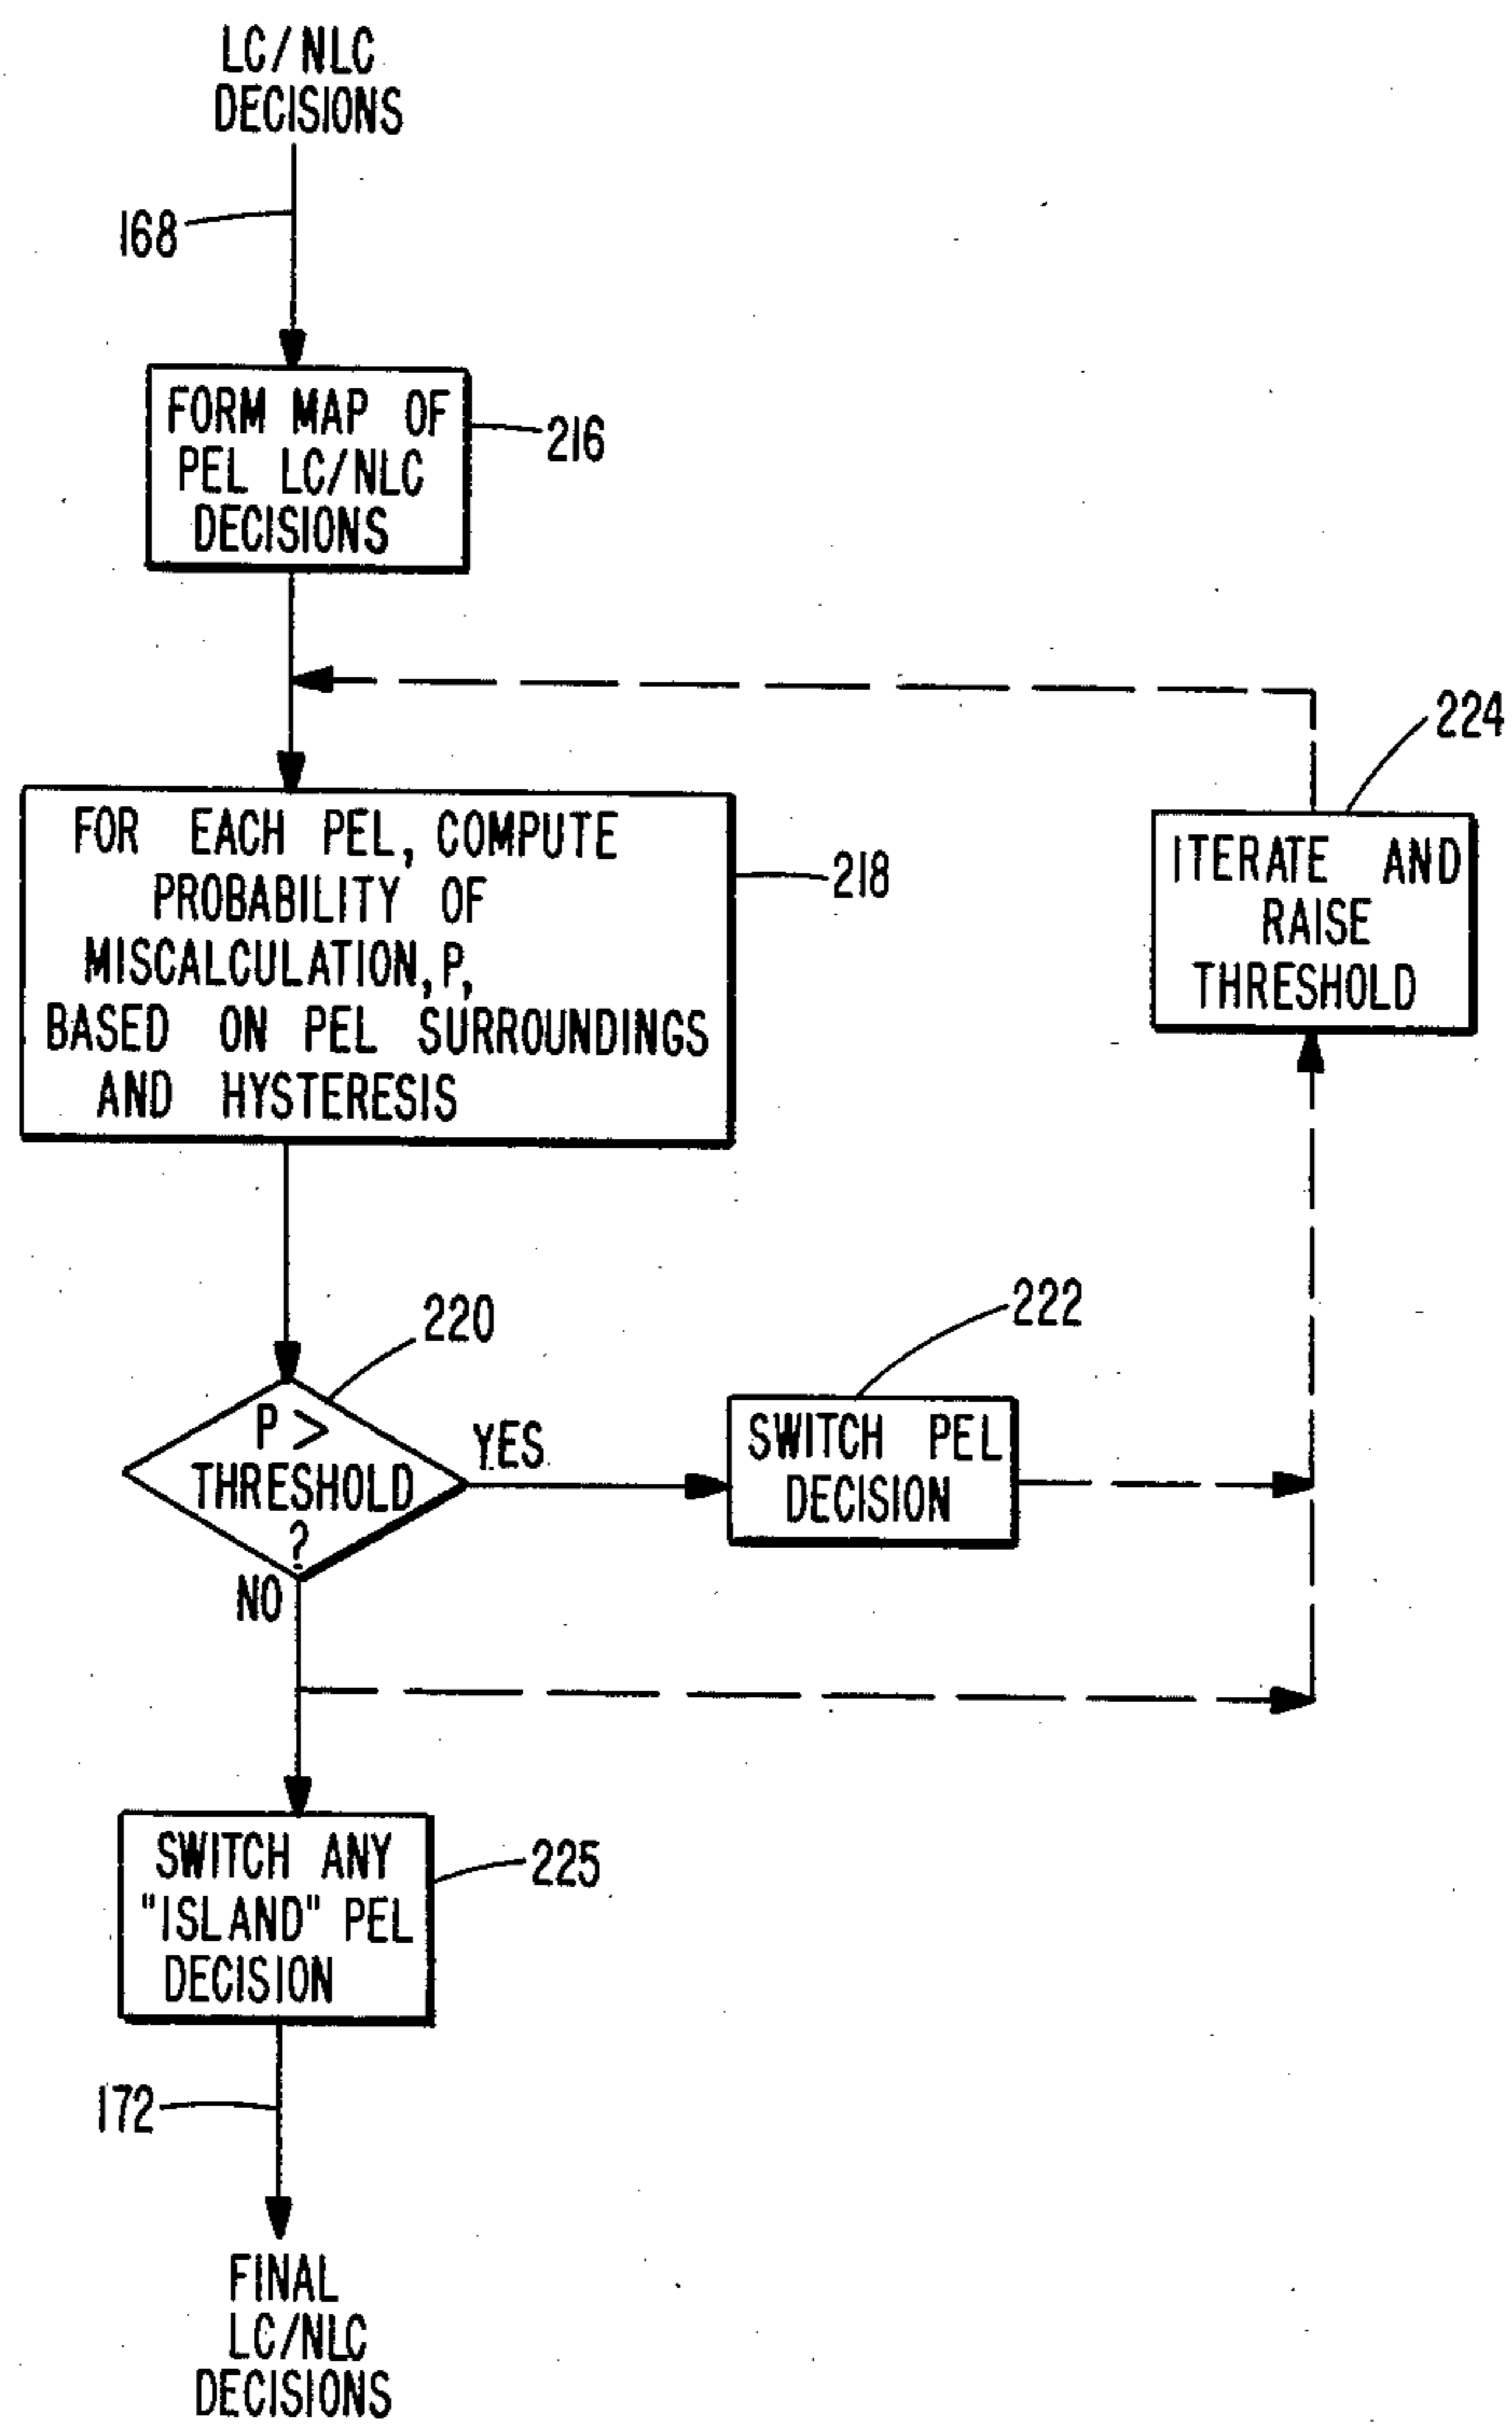 LC/NLC
DECISIONS
168
FORM MAP OF
PEL LC/NLC
DECISIONS
216
224
FOR EACH PEL, COMPUTE
PROBABILITY OF
MISCALCULATION, P,
BASED ON PEL SURROUNDINGS
AND HYSTERESIS
218
ITERATE AND
RAISE
THRESHOLD
220
222
P >
THRESHOLD
?
YES
NO
SWITCH PEL
DECISION
SWITCH ANY
"ISLAND" PEL
DECISION
225
172
FINAL
LC/NLC
DECISIONS